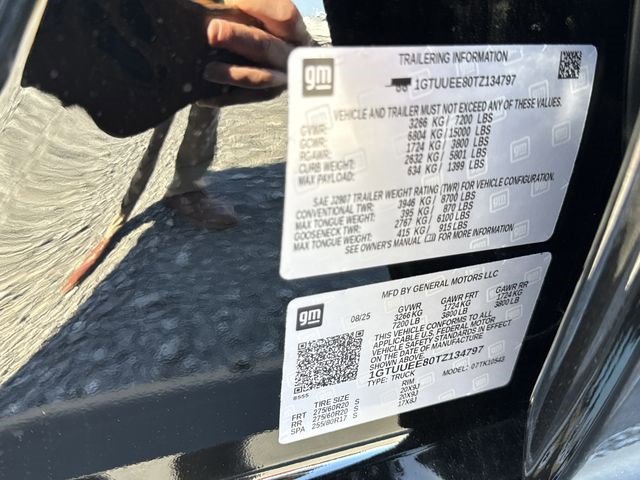 gm
TRAILERING INFORMATION
1GTUUEE80TZ134797
VEHICLE AND TRAILER MUST NOT EXCEED ANY OF THESE VALUES.
GVWR: 3266 KG / 7200 LBS
GCWR: 6804 KG / 15000 LBS
RGAWR: 1724 KG / 3800 LBS
CURB WEIGHT: 2632 KG / 5801 LBS
MAX PAYLOAD: 634 KG / 1399 LBS
SAE J2807 TRAILER WEIGHT RATING (TWR) FOR VEHICLE CONFIGURATION.
CONVENTIONAL TWR: 3946 KG / 8700 LBS
MAX TONGUE WEIGHT: 395 KG / 870 LBS
GOOSENECK TWR: 2767 KG / 6100 LBS
MAX TONGUE WEIGHT: 415 KG / 915 LBS
SEE OWNER'S MANUAL FOR MORE INFORMATION
gm
MFD BY GENERAL MOTORS LLC
08/25 GVWR GAWR FRT GAWR RR
3266 KG 1724 KG 1724 KG
7200 LB 3800 LB 3800 LB
THIS VEHICLE CONFORMS TO ALL
APPLICABLE U.S. FEDERAL MOTOR
VEHICLE SAFETY STANDARDS IN EFFECT
ON THE DATE OF MANUFACTURE
SHOWN ABOVE
1GTUUEE80TZ134797
TYPE: TRUCK MODEL: 07TK10543
TIRE SIZE RIM
FRT 275/60R20 S 20X9J
RR 275/60R20 S 20X9J
SPA 255/80R17 S 17X8J